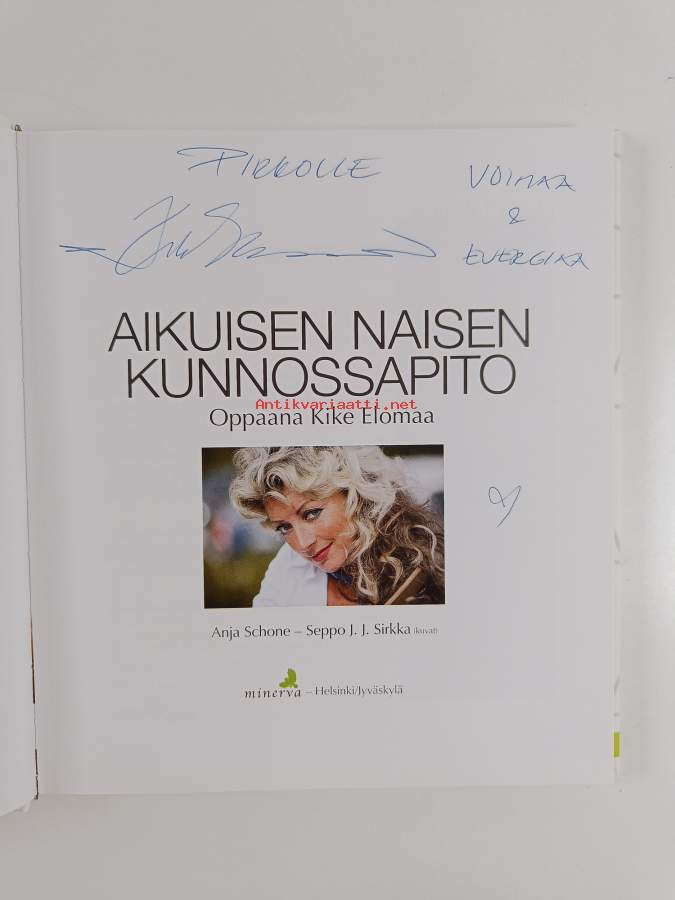 PIRKOLLE
VOIMAA
&
ENERGIAA
AIKUISEN NAISEN
KUNNOSSAPITO
Antikvariaatti.net
Oppaana Kike Elomaa
Anja Schone – Seppo J. J. Sirkka (kuvat)
minerva – Helsinki/Jyväskylä